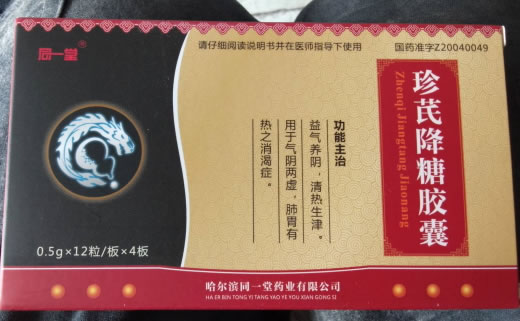 同一堂®
请仔细阅读说明书并在医师指导下使用
国药准字Z20040049
珍芪降糖胶囊
Zhenqi Jiangtang Jiaonang
功能主治
益气养阴，清热生津。
用于气阴两虚，肺胃有
热之消渴症。
0.5g×12粒/板×4板
哈尔滨同一堂药业有限公司
HA ER BIN TONG YI TANG YAO YE YOU XIAN GONG SI